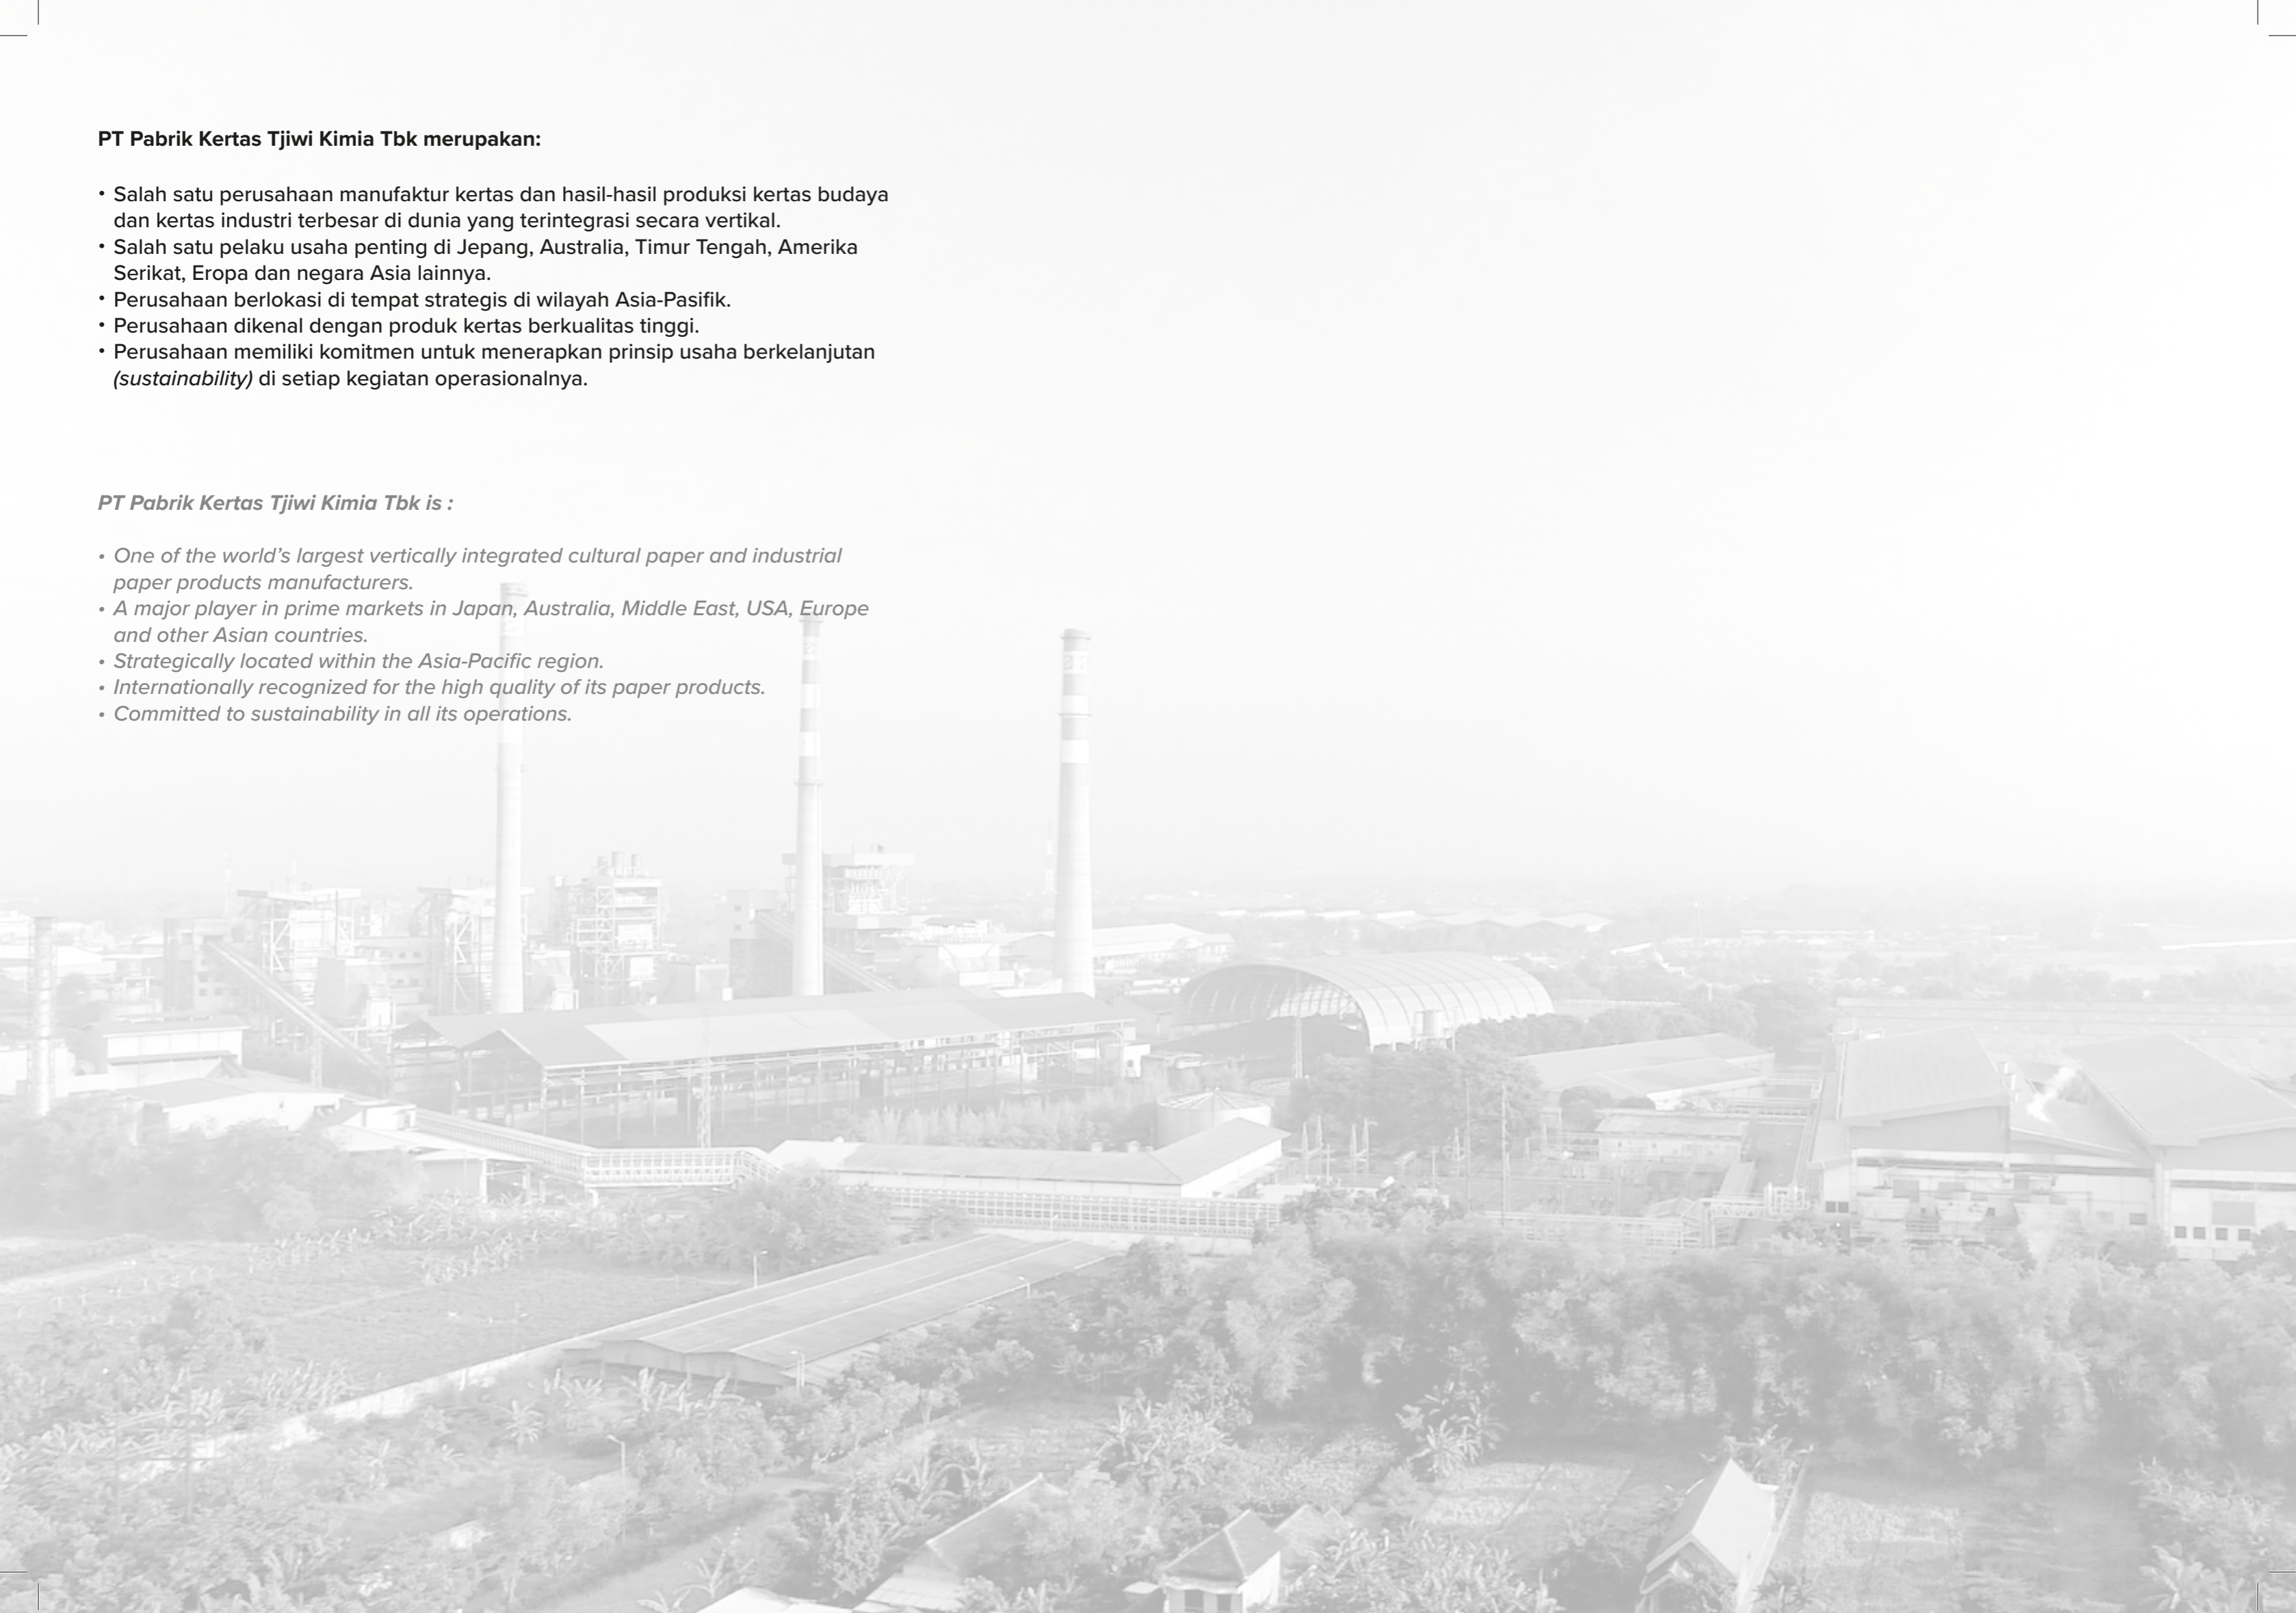 PT Pabrik Kertas Tjiwi Kimia Tbk merupakan:
• Salah satu perusahaan manufaktur kertas dan hasil-hasil produksi kertas budaya
dan kertas industri terbesar di dunia yang terintegrasi secara vertikal.
• Salah satu pelaku usaha penting di Jepang, Australia, Timur Tengah, Amerika
Serikat, Eropa dan negara Asia lainnya.
• Perusahaan berlokasi di tempat strategis di wilayah Asia-Pasifik.
• Perusahaan dikenal dengan produk kertas berkualitas tinggi.
• Perusahaan memiliki komitmen untuk menerapkan prinsip usaha berkelanjutan
(sustainability) di setiap kegiatan operasionalnya.
PT Pabrik Kertas Tjiwi Kimia Tbk is :
• One of the world’s largest vertically integrated cultural paper and industrial
paper products manufacturers.
• A major player in prime markets in Japan, Australia, Middle East, USA, Europe
and other Asian countries.
• Strategically located within the Asia-Pacific region.
• Internationally recognized for the high quality of its paper products.
• Committed to sustainability in all its operations.